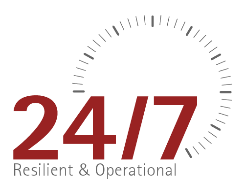 24/7
Resilient & Operational